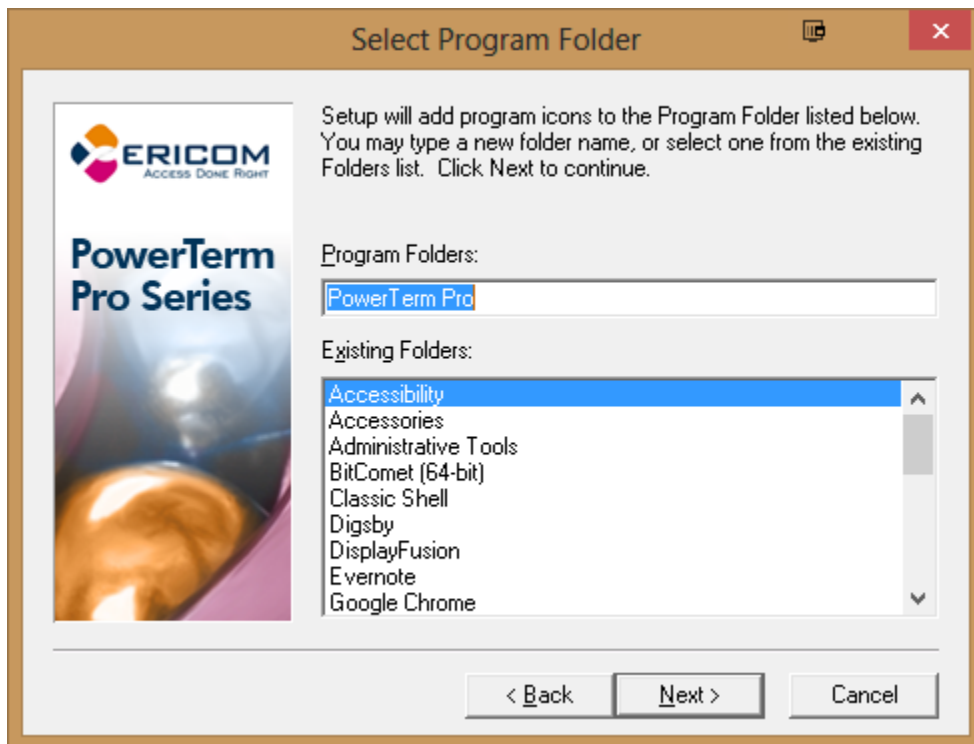 Select Program Folder
ERICOM
ACCESS DONE RIGHT
PowerTerm
Pro Series
Setup will add program icons to the Program Folder listed below.
You may type a new folder name, or select one from the existing
Folders list.  Click Next to continue.
Program Folders:
PowerTerm Pro
Existing Folders:
Accessibility
Accessories
Administrative Tools
BitComet (64-bit)
Classic Shell
Digsby
DisplayFusion
Evernote
Google Chrome
< Back
Next >
Cancel